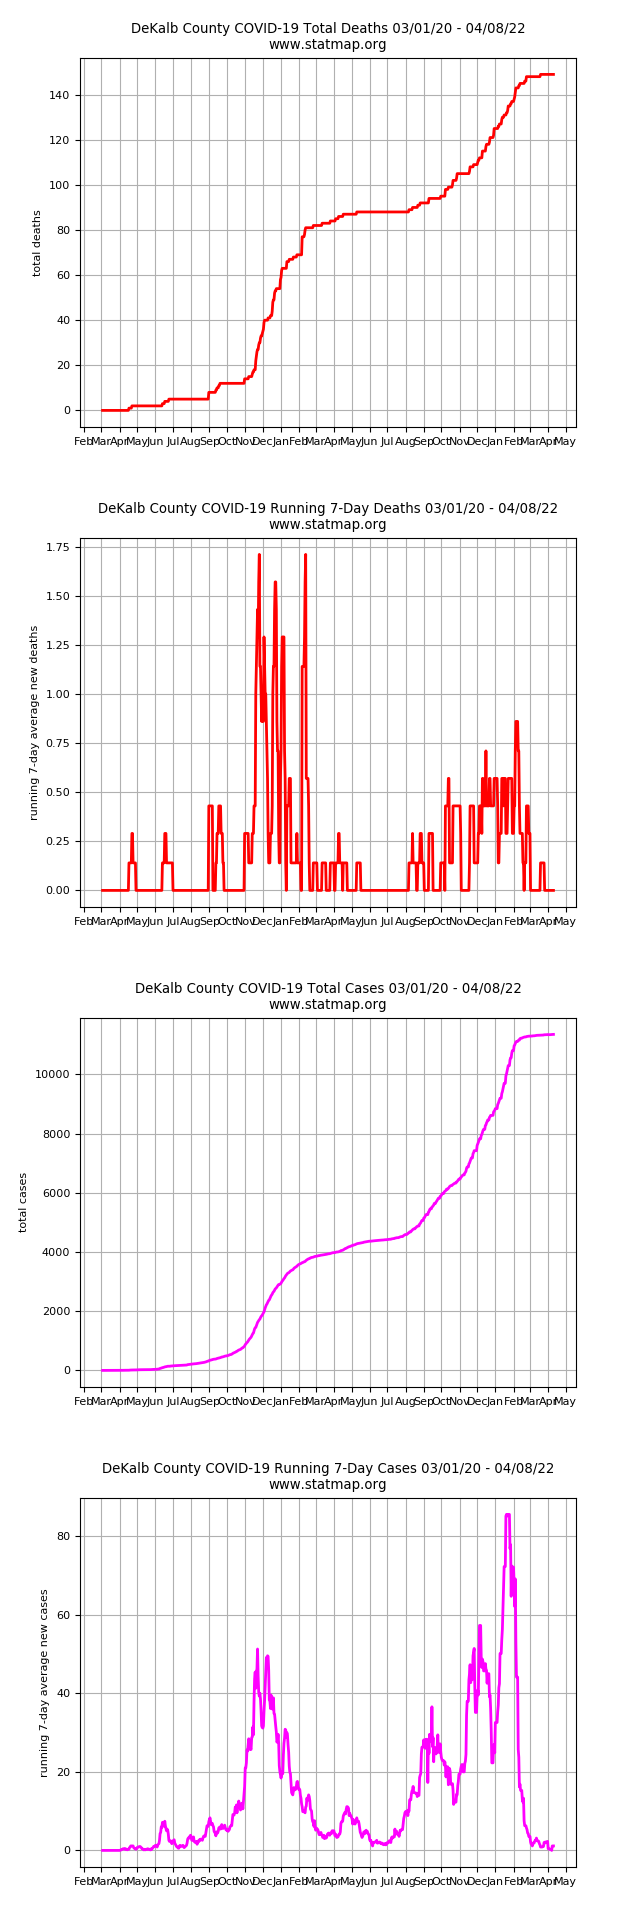 DeKalb County COVID-19 Total Deaths 03/01/20 - 04/08/22
www.statmap.org
total deaths
140
120
100
80
60
40
20
0
Feb Mar Apr May Jun Jul Aug Sep Oct Nov Dec Jan Feb Mar Apr May Jun Jul Aug Sep Oct Nov Dec Jan Feb Mar Apr May
DeKalb County COVID-19 Running 7-Day Deaths 03/01/20 - 04/08/22
www.statmap.org
running 7-day average new deaths
1.75
1.50
1.25
1.00
0.75
0.50
0.25
0.00
Feb Mar Apr May Jun Jul Aug Sep Oct Nov Dec Jan Feb Mar Apr May Jun Jul Aug Sep Oct Nov Dec Jan Feb Mar Apr May
DeKalb County COVID-19 Total Cases 03/01/20 - 04/08/22
www.statmap.org
total cases
10000
8000
6000
4000
2000
0
Feb Mar Apr May Jun Jul Aug Sep Oct Nov Dec Jan Feb Mar Apr May Jun Jul Aug Sep Oct Nov Dec Jan Feb Mar Apr May
DeKalb County COVID-19 Running 7-Day Cases 03/01/20 - 04/08/22
www.statmap.org
running 7-day average new cases
80
60
40
20
0
Feb Mar Apr May Jun Jul Aug Sep Oct Nov Dec Jan Feb Mar Apr May Jun Jul Aug Sep Oct Nov Dec Jan Feb Mar Apr May